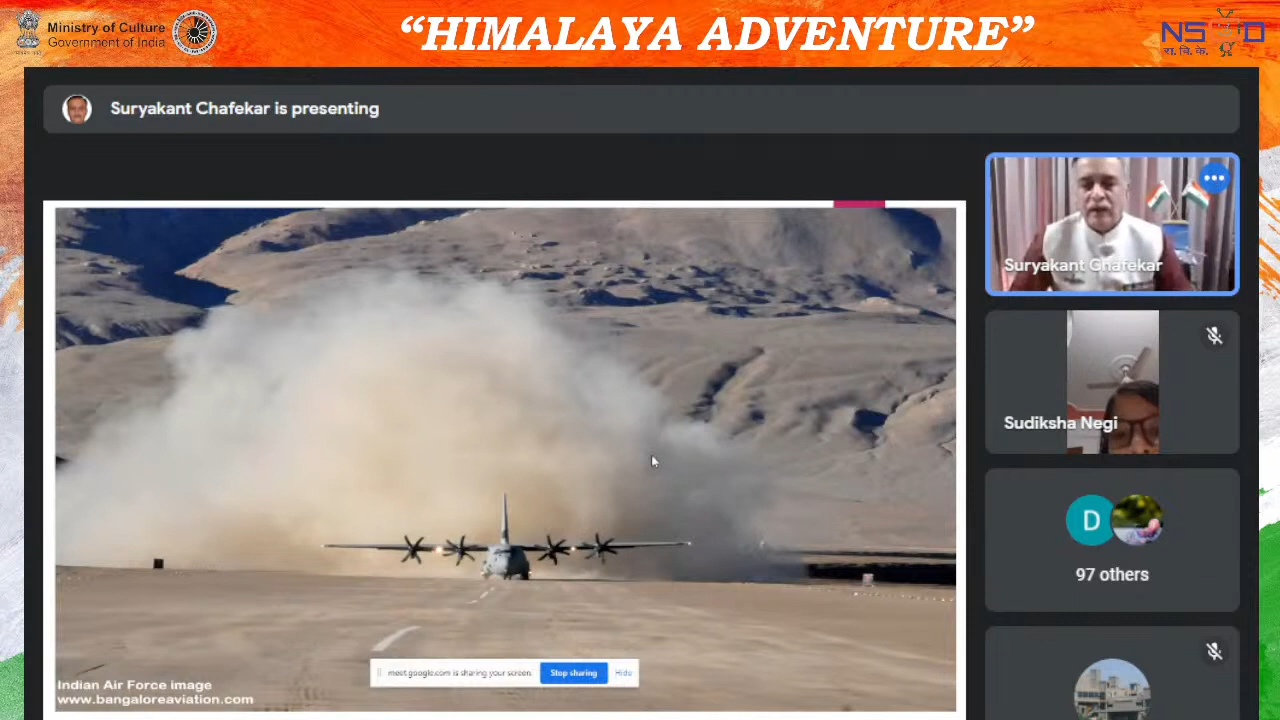 Ministry of Culture
Government of India
“HIMALAYA ADVENTURE”
NS D
रा. वि. के.
Suryakant Chafekar is presenting
Suryakant Chafekar
Sudiksha Negi
D
97 others
meet.google.com is sharing your screen.
Stop sharing
Hide
Indian Air Force image
www.bangaloreaviation.com